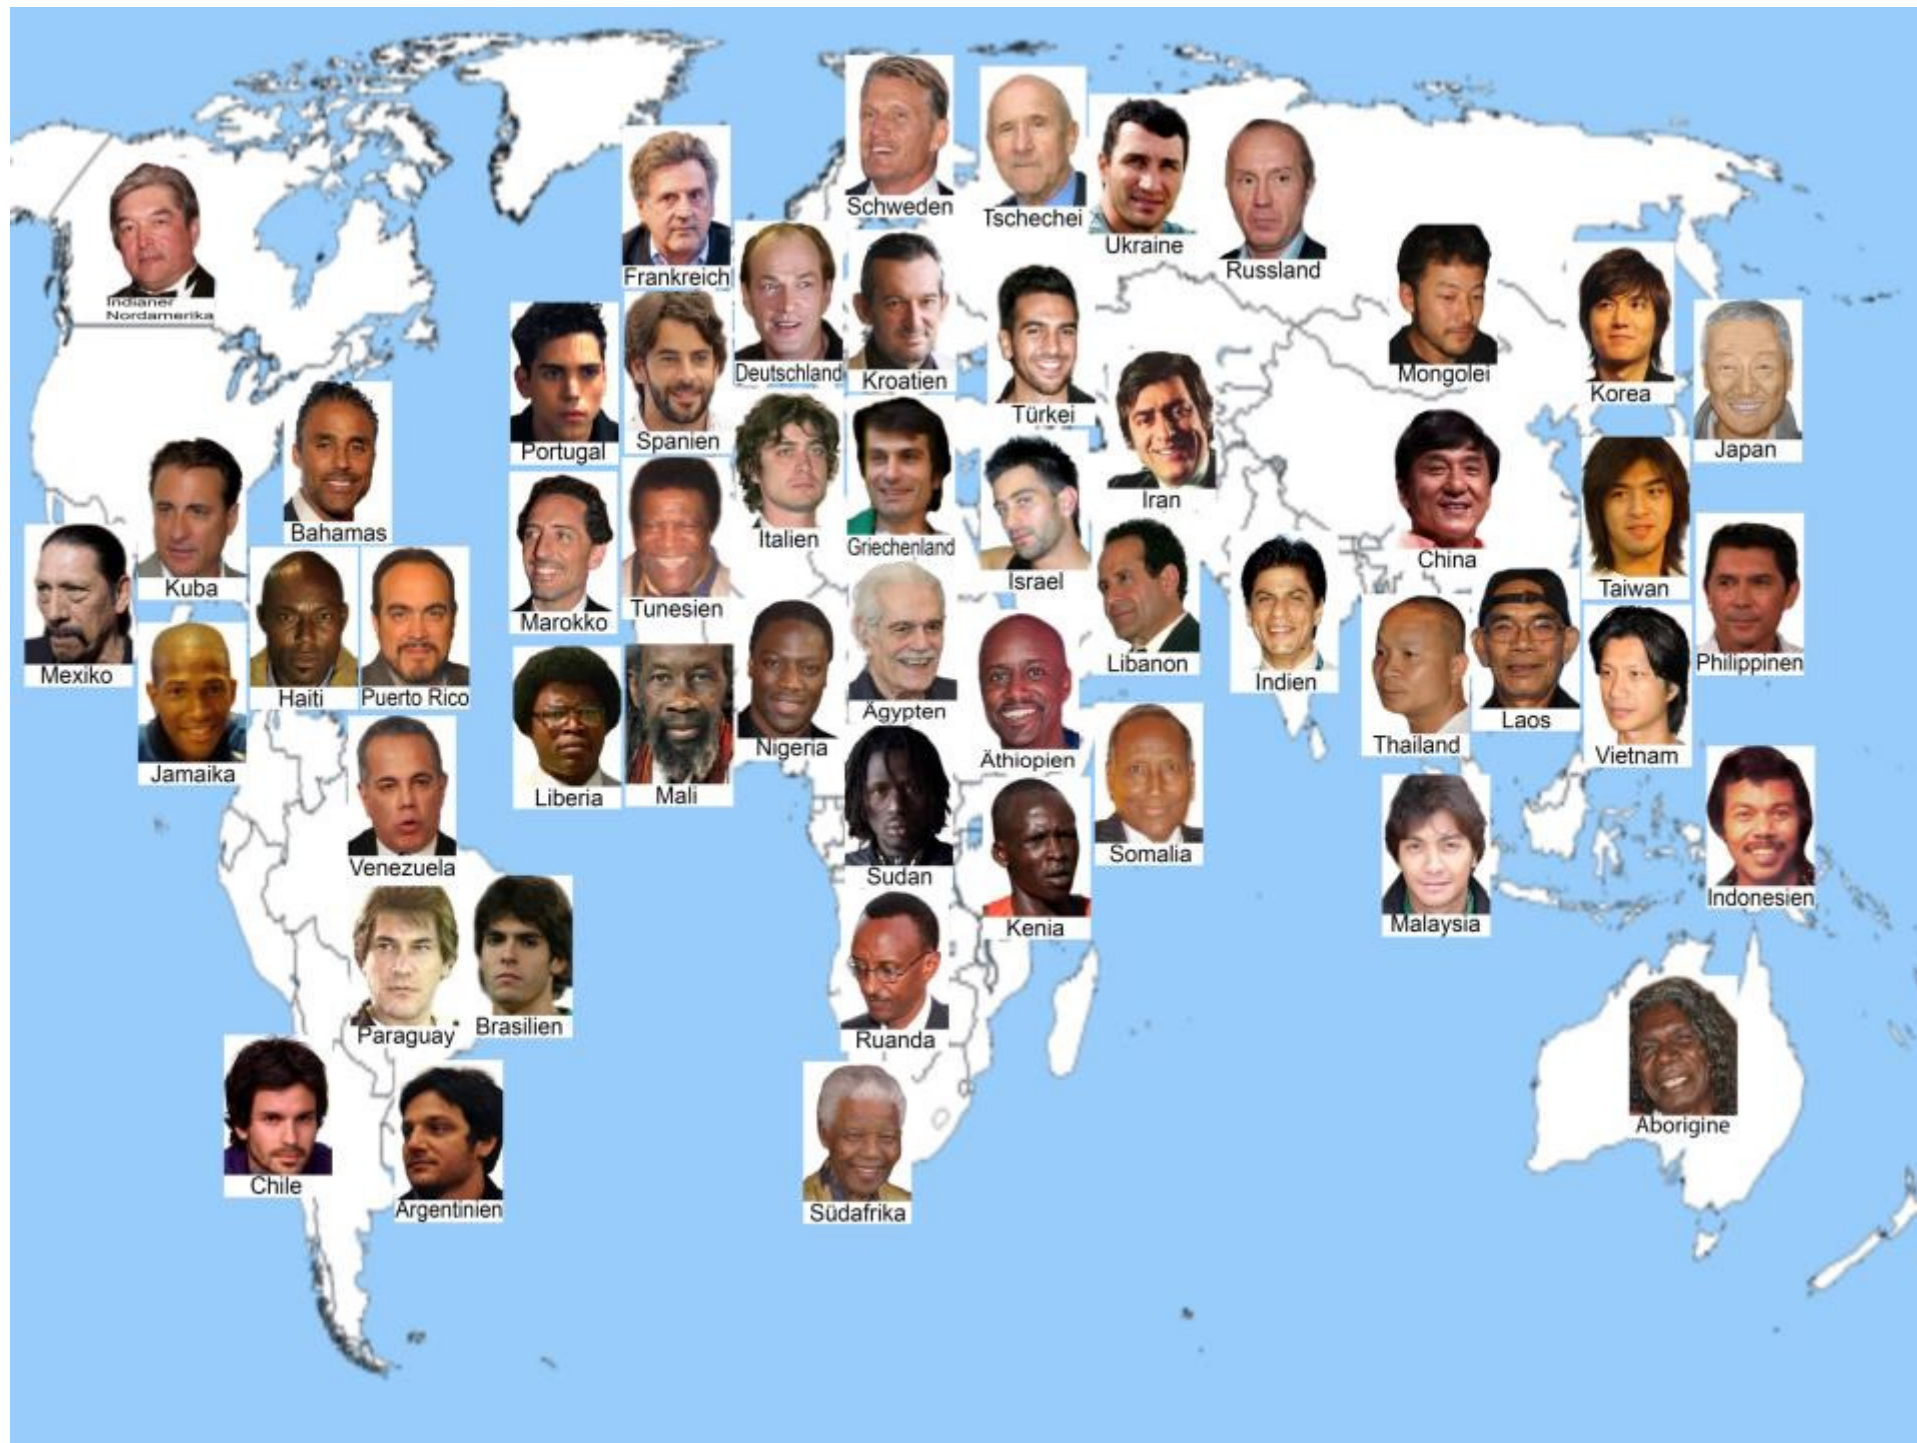 Schweden
Tschechei
Ukraine
Russland
Frankreich
Indianer
Nordamerika
Deutschland
Kroatien
Mongolei
Korea
Türkei
Portugal
Spanien
Japan
Iran
Bahamas
Italien
Griechenland
China
Kuba
Israel
Taiwan
Marokko
Tunesien
Mexiko
Haiti
Puerto Rico
Libanon
Philippinen
Indien
Ägypten
Laos
Jamaika
Nigeria
Äthiopien
Thailand
Vietnam
Liberia
Mali
Somalia
Venezuela
Sudan
Indonesien
Malaysia
Kenia
Paraguay
Brasilien
Ruanda
Aborigine
Chile
Argentinien
Südafrika